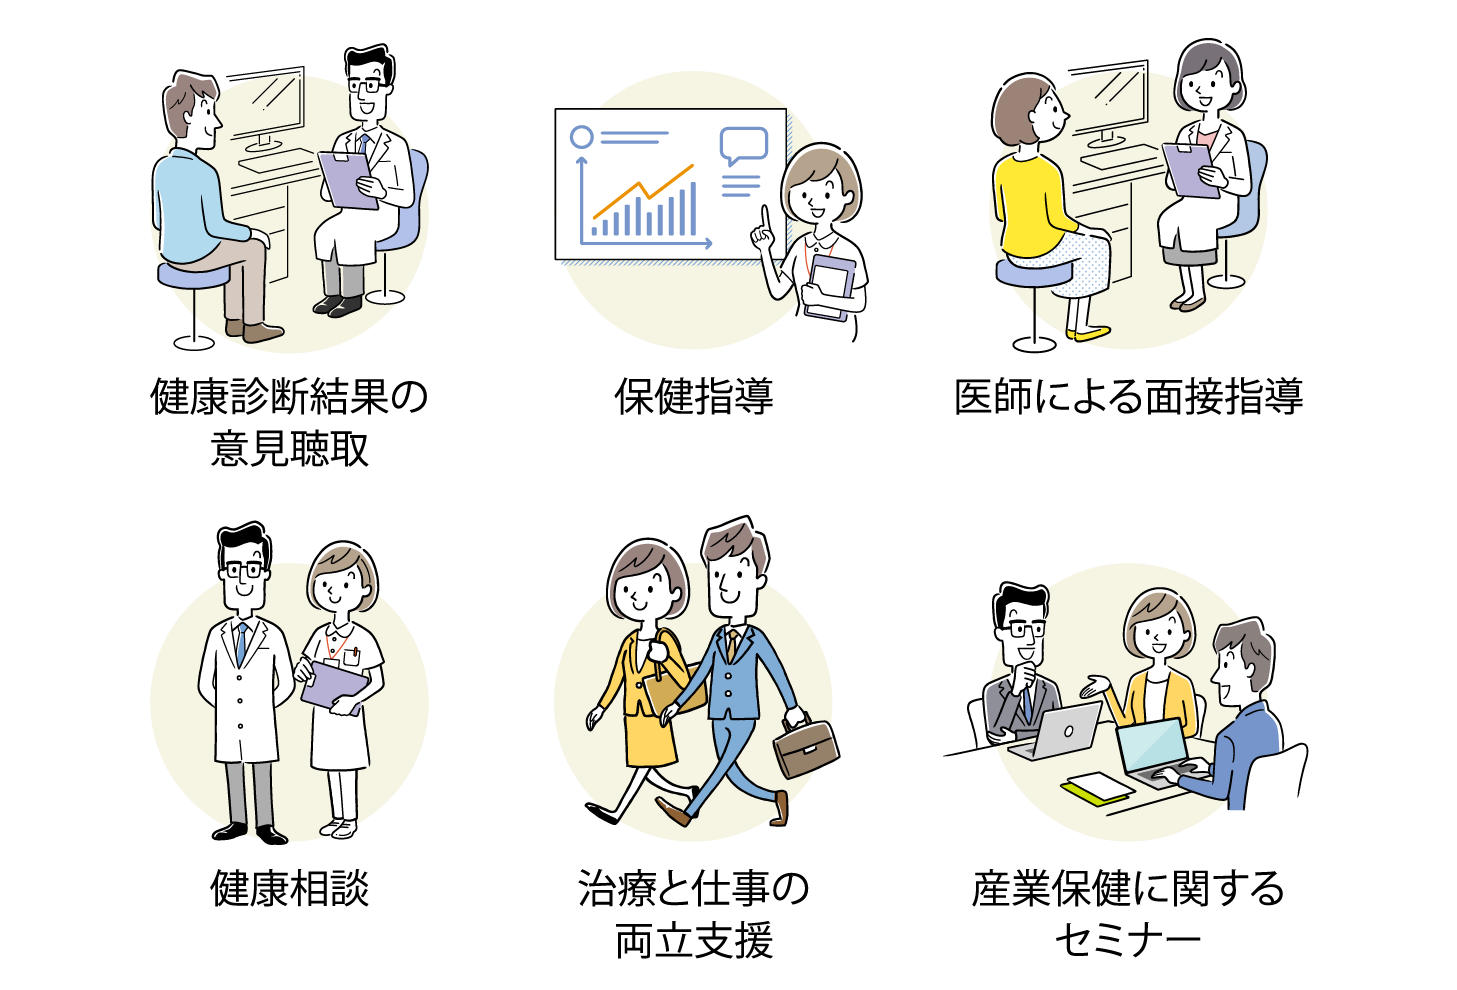 健康診断結果の
意見聴取
保健指導
医師による面接指導
健康相談
治療と仕事の
両立支援
産業保健に関する
セミナー